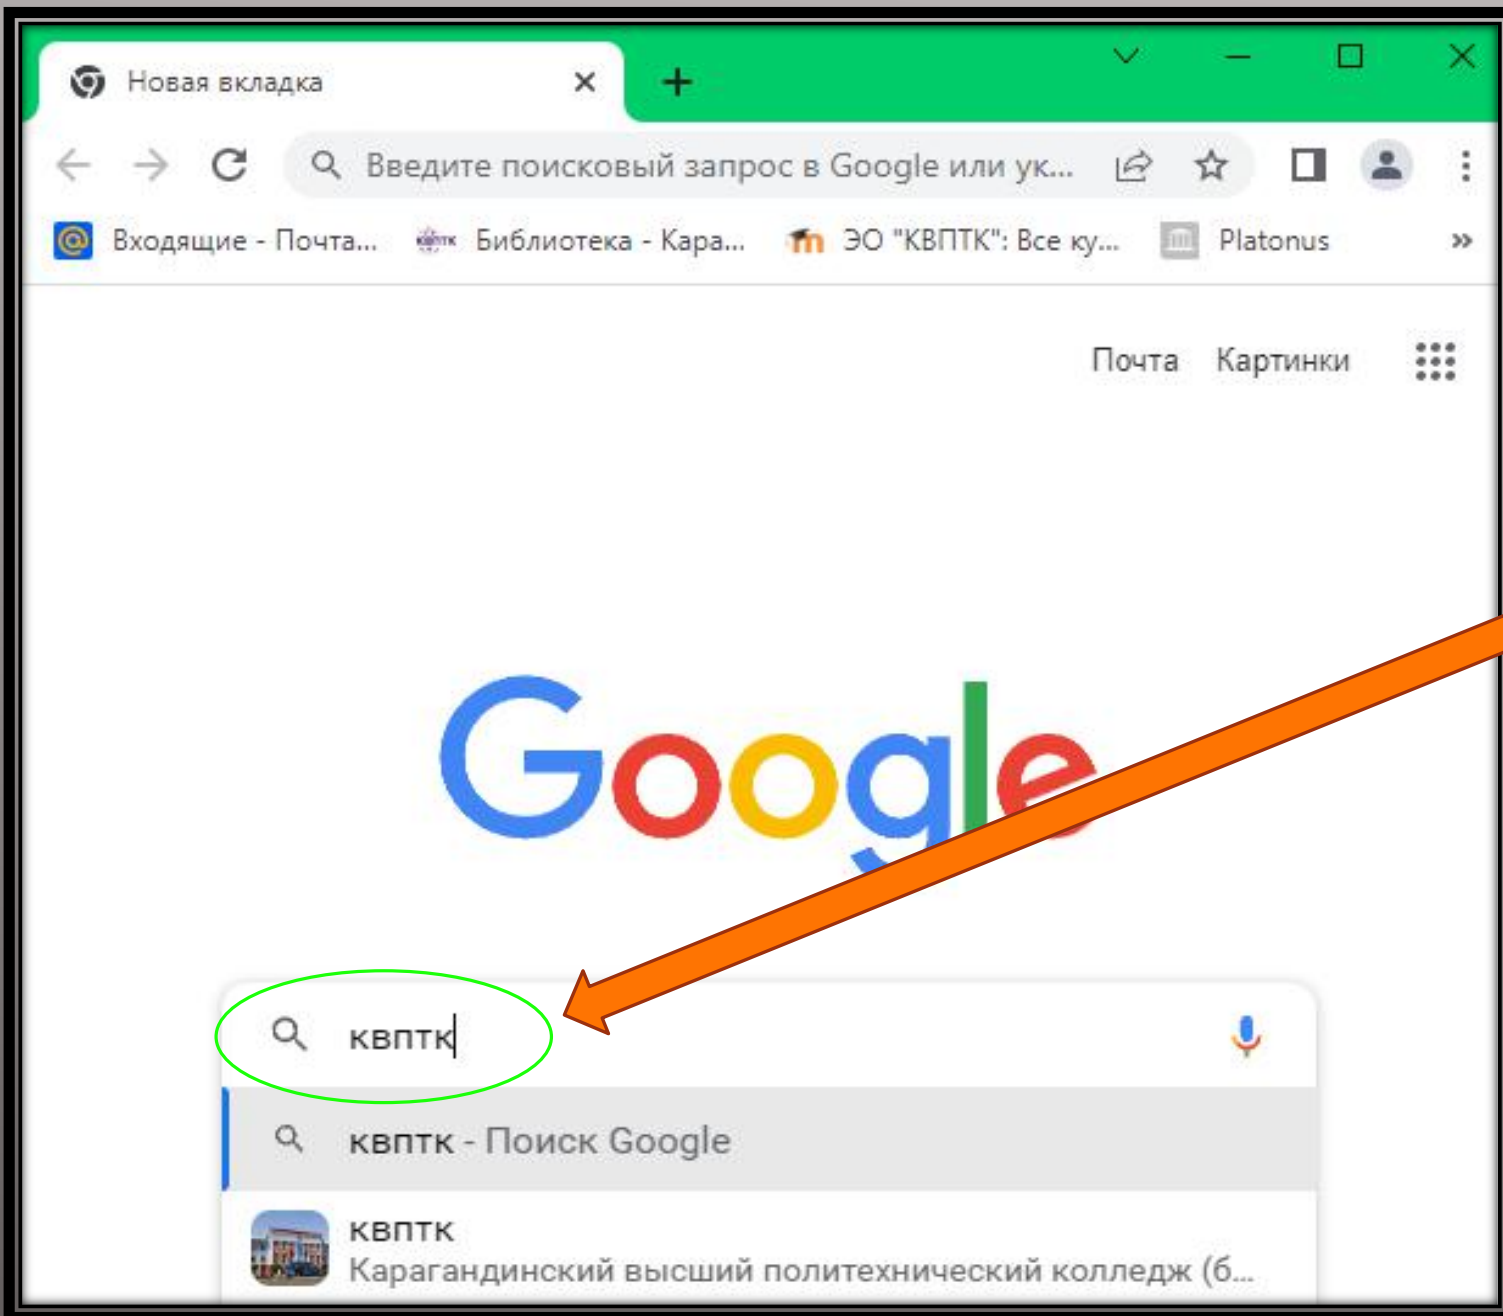 Новая вкладка
Введите поисковый запрос в Google или ук...
Входящие - Почта... квптк Библиотека - Кара... ЭО "КВПТК": Все ку... Platonus
Почта Картинки
Google
квптк
квптк - Поиск Google
квптк
Карагандинский высший политехнический колледж (б...